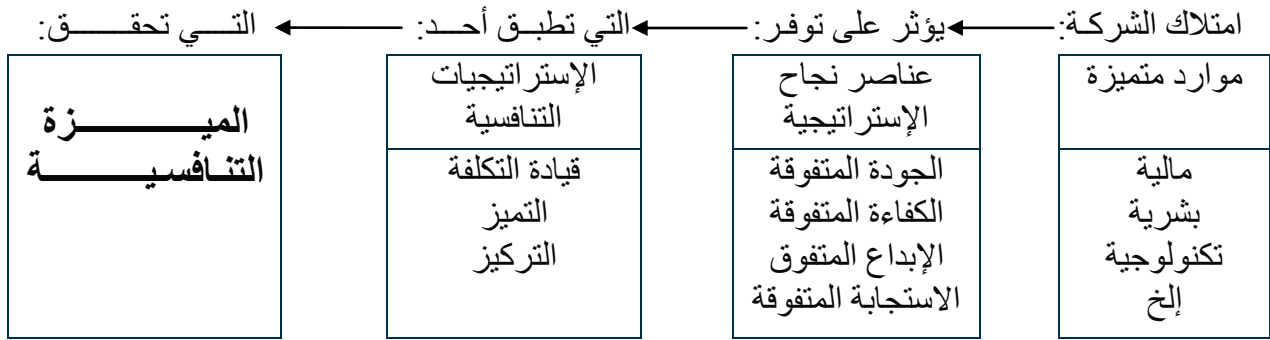 امتلاك الشركة: يؤثر على توفر: التي تطبق أحد: التي تحقق:
موارد متميزة
مالية
بشرية
تكنولوجية
إلخ
عناصر نجاح
الإستراتيجية
الجودة المتفوقة
الكفاءة المتفوقة
الإبداع المتفوق
الاستجابة المتفوقة
الإستراتيجيات
التنافسية
قيادة التكلفة
التميز
التركيز
الميزة
التنافسية